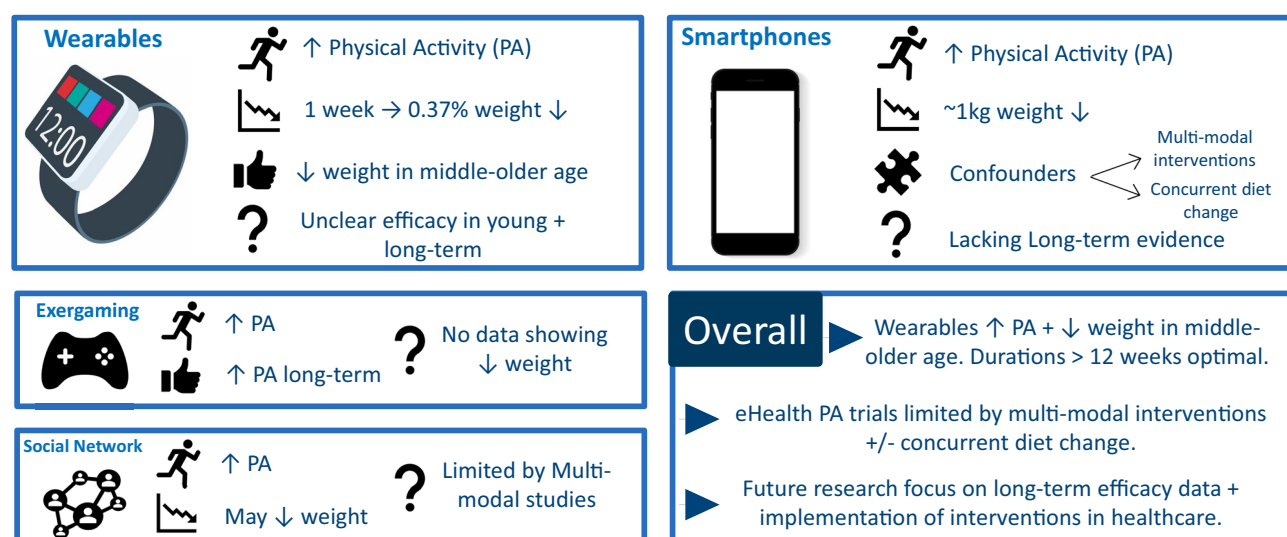 Wearables
12:00
↑ Physical Activity (PA)
1 week → 0.37% weight ↓
↓ weight in middle-older age
Unclear efficacy in young +
long-term
Smartphones
↑ Physical Activity (PA)
~1kg weight ↓
Confounders
Multi-modal
interventions
Concurrent diet
change
Lacking Long-term evidence
Exergaming
↑ PA
↑ PA long-term
No data showing
↓ weight
Social Network
↑ PA
May ↓ weight
Limited by Multi-
modal studies
Overall
Wearables ↑ PA + ↓ weight in middle-
older age. Durations > 12 weeks optimal.
eHealth PA trials limited by multi-modal interventions
+/- concurrent diet change.
Future research focus on long-term efficacy data +
implementation of interventions in healthcare.